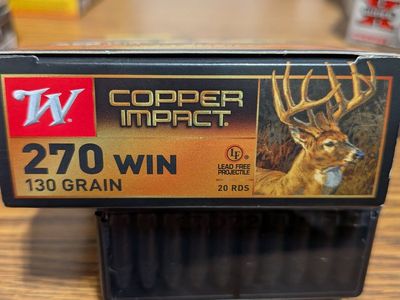 W
COPPER
IMPACT
270 WIN
130 GRAIN
LF
LEAD FREE
PROJECTILE
20 RDS